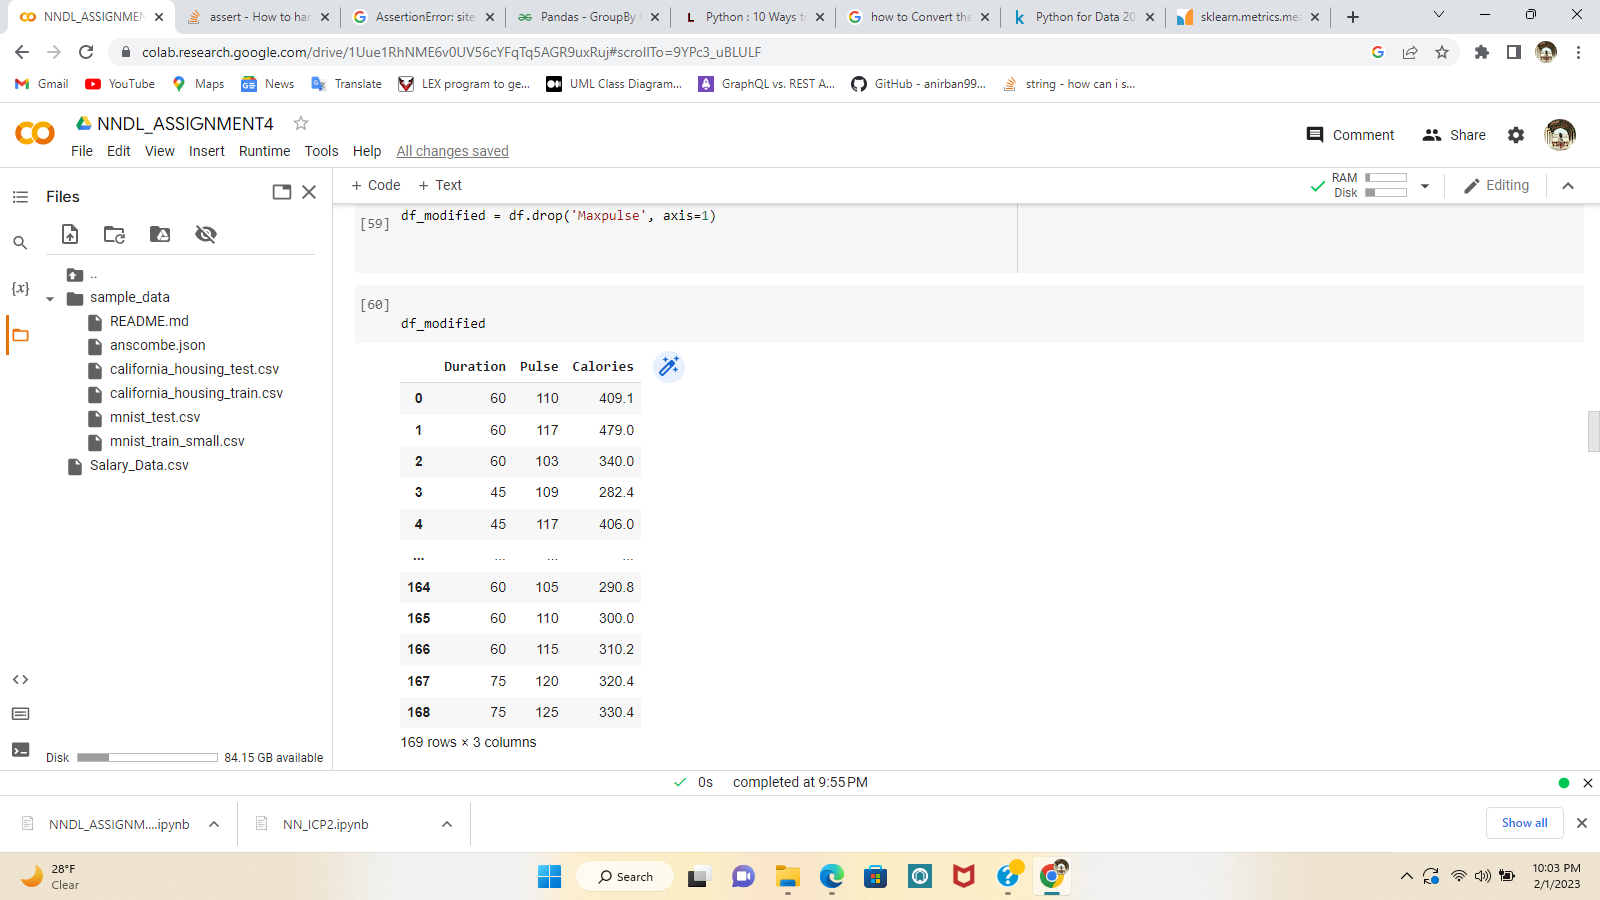 NNDL_ASSIGNMEN
assert - How to har
AssertionError: site
Pandas - GroupBy
Python : 10 Ways t
how to Convert the
Python for Data 20
sklearn.metrics.me
colab.research.google.com/drive/1Uue1RhNME6v0UV56cYFqTq5AGR9uxRuj#scrollTo=9YPc3_uBLULF
Gmail YouTube Maps News Translate LEX program to ge... UML Class Diagram... GraphQL vs. REST A... GitHub - anirban99... string - how can i s...
NNDL_ASSIGNMENT4
Comment Share
File Edit View Insert Runtime Tools Help All changes saved
Files
+ Code + Text
RAM
Disk
Editing
[59] df_modified = df.drop('Maxpulse', axis=1)
{x}
..
sample_data
README.md
anscombe.json
california_housing_test.csv
california_housing_train.csv
mnist_test.csv
mnist_train_small.csv
Salary_Data.csv
[60]
df_modified
Duration Pulse Calories
0 60 110 409.1
1 60 117 479.0
2 60 103 340.0
3 45 109 282.4
4 45 117 406.0
... ... ... ...
164 60 105 290.8
165 60 110 300.0
166 60 115 310.2
167 75 120 320.4
168 75 125 330.4
169 rows × 3 columns
Disk 84.15 GB available
0s completed at 9:55 PM
NNDL_ASSIGNM....ipynb
NN_ICP2.ipynb
Show all
28°F
Clear
Search
10:03 PM
2/1/2023